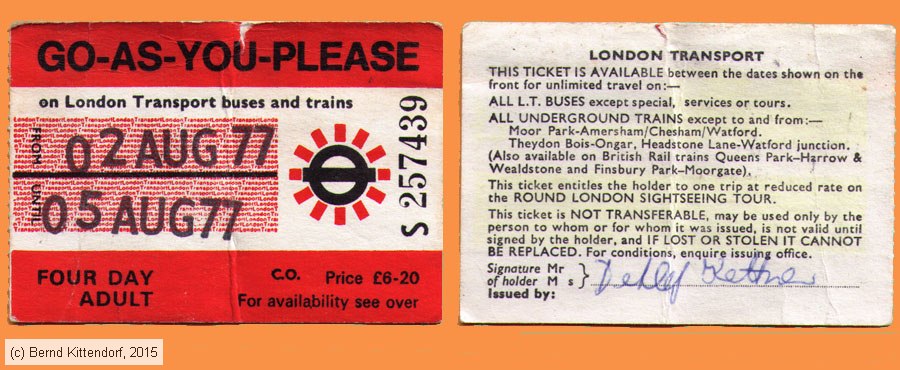 GO-AS-YOU-PLEASE
on London Transport buses and trains
FROM 02 AUG 77
UNTIL 05 AUG 77
S 257439
FOUR DAY
ADULT
C.O. Price £6-20
For availability see over
LONDON TRANSPORT
THIS TICKET IS AVAILABLE between the dates shown on the
front for unlimited travel on:—
ALL L.T. BUSES except special, services or tours.
ALL UNDERGROUND TRAINS except to and from:—
Moor Park-Amersham/Chesham/Watford.
Theydon Bois-Ongar, Headstone Lane-Watford junction.
(Also available on British Rail trains Queens Park–Harrow &
Wealdstone and Finsbury Park–Moorgate).
This ticket entitles the holder to one trip at reduced rate on
the ROUND LONDON SIGHTSEEING TOUR.
This ticket is NOT TRANSFERABLE, may be used only by the
person to whom or for whom it was issued, is not valid until
signed by the holder, and IF LOST OR STOLEN IT CANNOT
BE REPLACED. For conditions, enquire issuing office.
Signature Mr
of holder M s
Issued by:
(c) Bernd Kittendorf, 2015